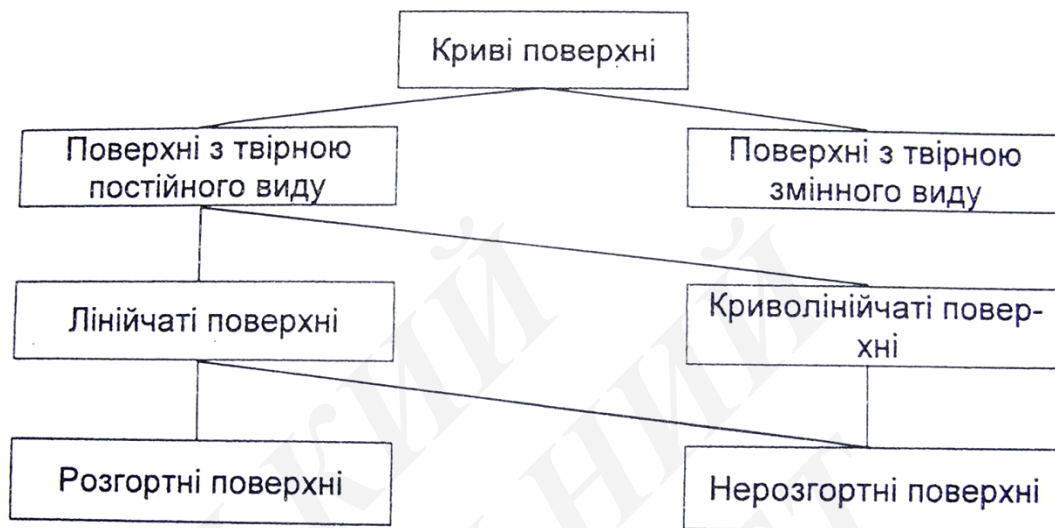 Криві поверхні
Поверхні з твірною
постійного виду
Поверхні з твірною
змінного виду
Лінійчаті поверхні
Криволінійчаті повер-
хні
Розгортні поверхні
Нерозгортні поверхні